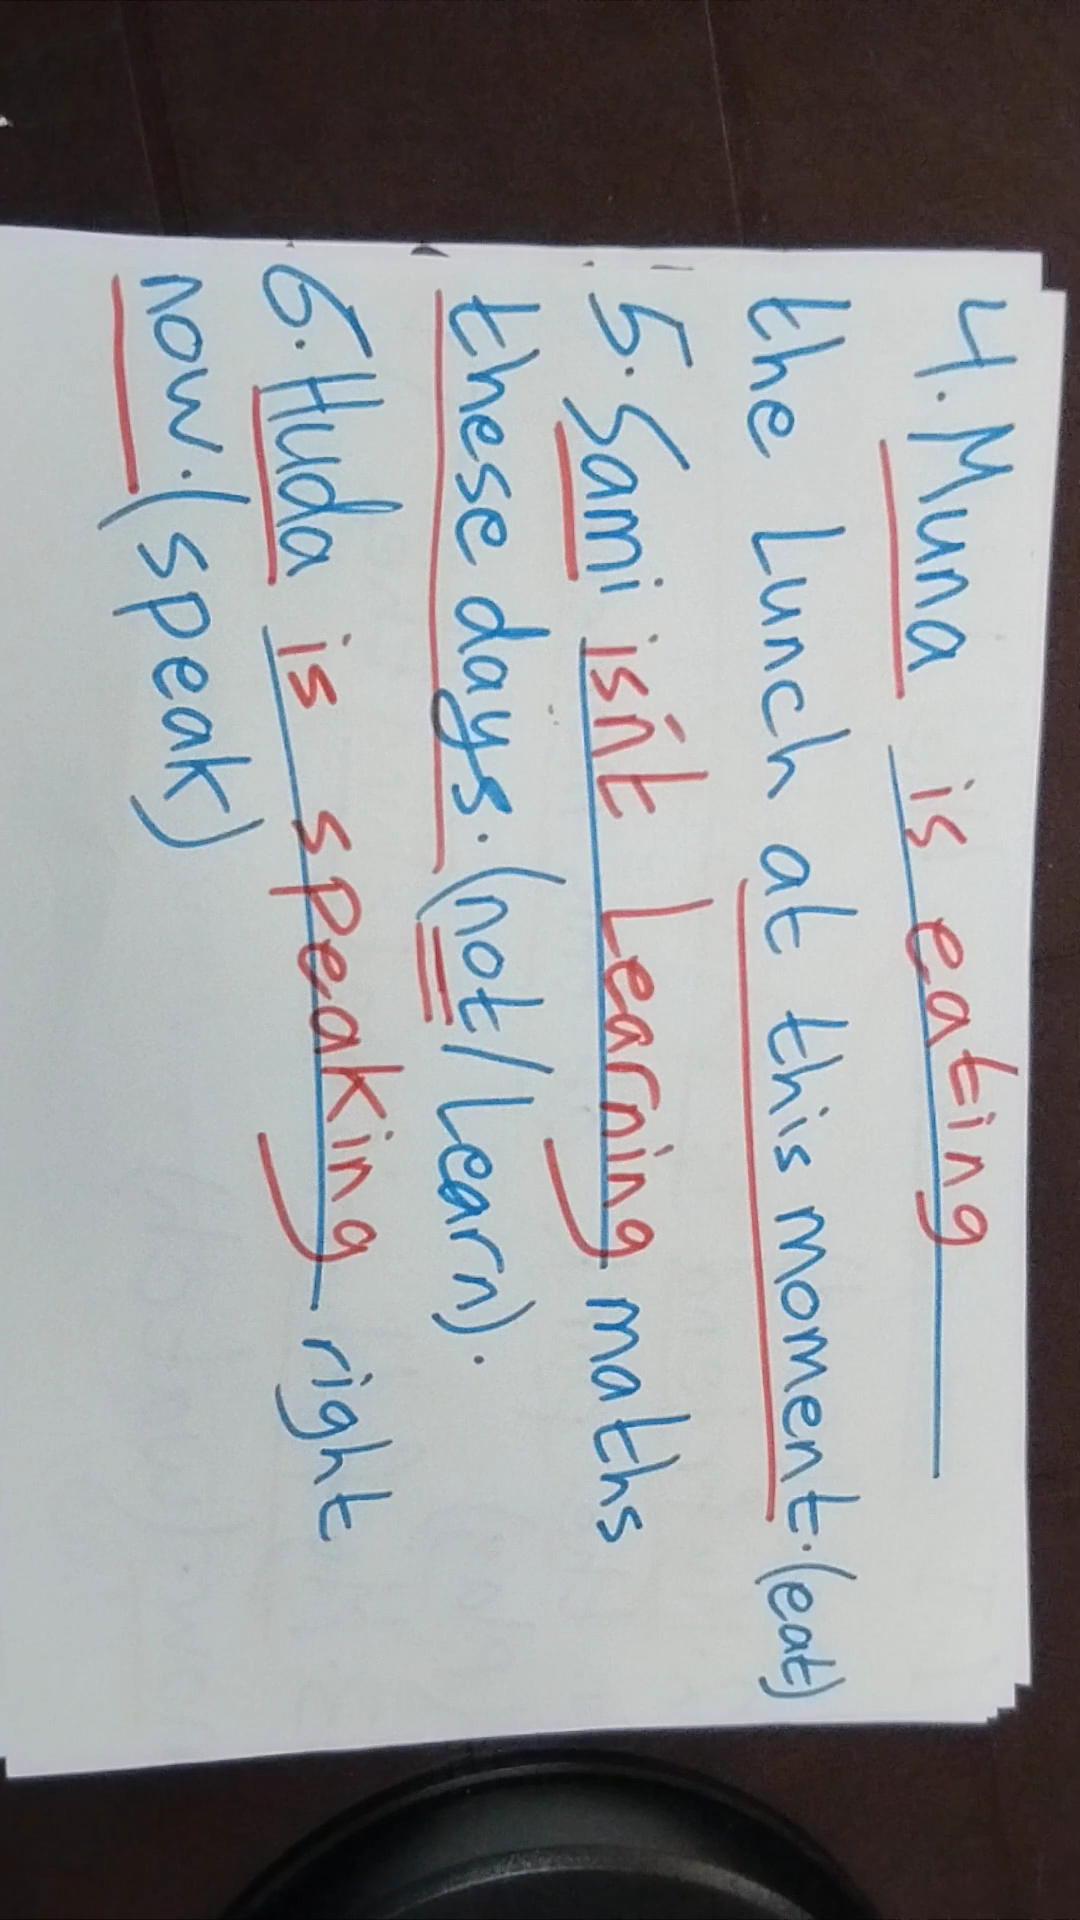 4. Muna is eating
the Lunch at this moment. (eat)
5. Sami isn't Learning maths
these days. (not / Learn).
6. Huda is speaking right
now. (speak)